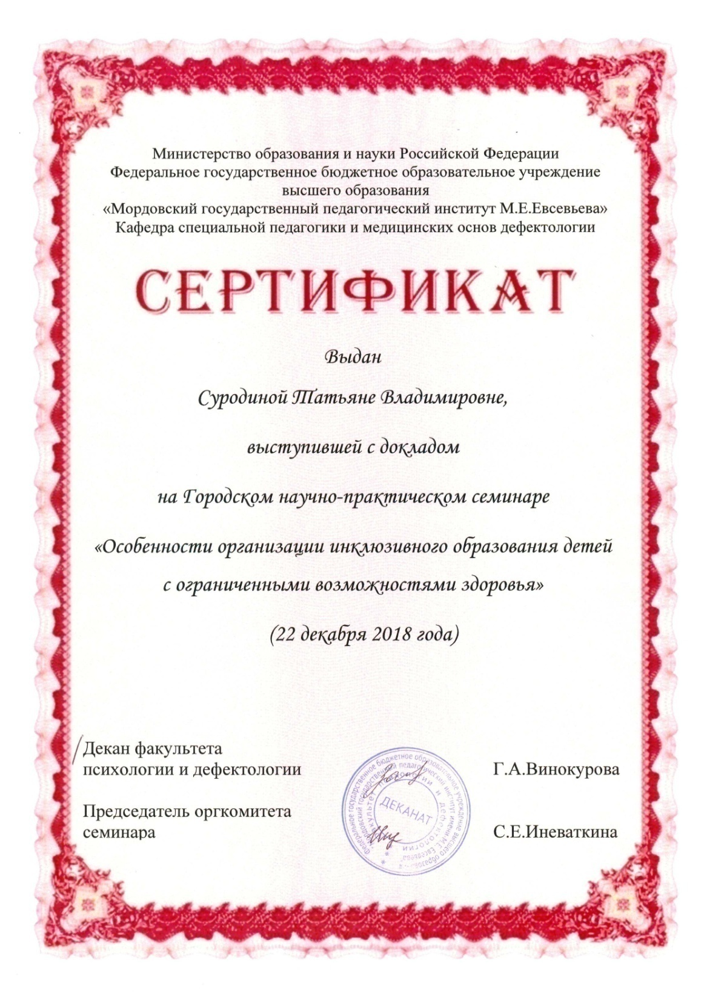 Министерство образования и науки Российской Федерации
Федеральное государственное бюджетное образовательное учреждение
высшего образования
«Мордовский государственный педагогический институт М.Е.Евсевьева»
Кафедра специальной педагогики и медицинских основ дефектологии
СЕРТИФИКАТ
Выдан
Суродиной Татьяне Владимировне,
выступившей с докладом
на Городском научно-практическом семинаре
«Особенности организации инклюзивного образования детей
с ограниченными возможностями здоровья»
(22 декабря 2018 года)
Декан факультета
психологии и дефектологии
Г.А.Винокурова
Председатель оргкомитета
семинара
С.Е.Иневаткина
Федеральное государственное бюджетное образовательное учреждение высшего
Мордовский государственный педагогический институт имени М.Е. Евсевьева
факультет психологии и дефектологии
ДЕКАНАТ